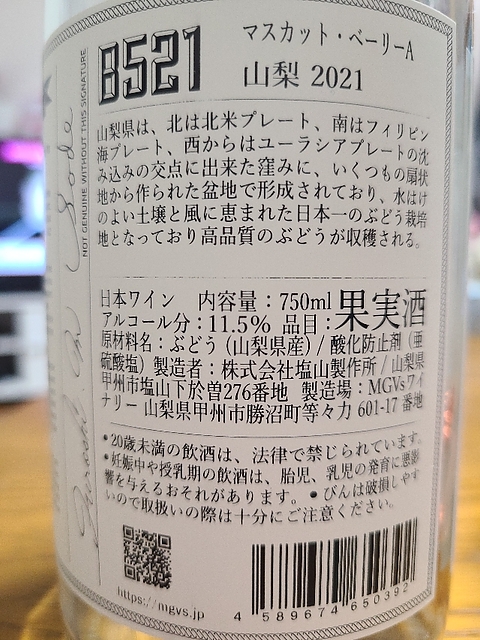 B521
マスカット・ベーリーA
山梨 2021
山梨県は、北は北米プレート、南はフィリピン
海プレート、西からはユーラシアプレートの沈
み込みの交点に出来た窪みに、いくつもの扇状
地から作られた盆地で形成されており、水はけ
のよい土壌と風に恵まれた日本一のぶどう栽培
地となっており高品質のぶどうが収穫される。
日本ワイン 内容量：750ml 果実酒
アルコール分：11.5% 品目：
原材料名：ぶどう（山梨県産）/ 酸化防止剤（亜
硫酸塩）製造者：株式会社塩山製作所 / 山梨県
甲州市塩山下於曽276番地 製造場：MGVsワイ
ナリー 山梨県甲州市勝沼町等々力 601-17 番地
•20歳未満の飲酒は、法律で禁じられています。
•妊娠中や授乳期の飲酒は、胎児、乳児の発育に悪影
響を与えるおそれがあります。•びんは破損しやす
いので取扱いの際は十分にご注意ください。
https://mgvs.jp
4 589674 650392
NOT GENUINE WITHOUT THIS SIGNATURE